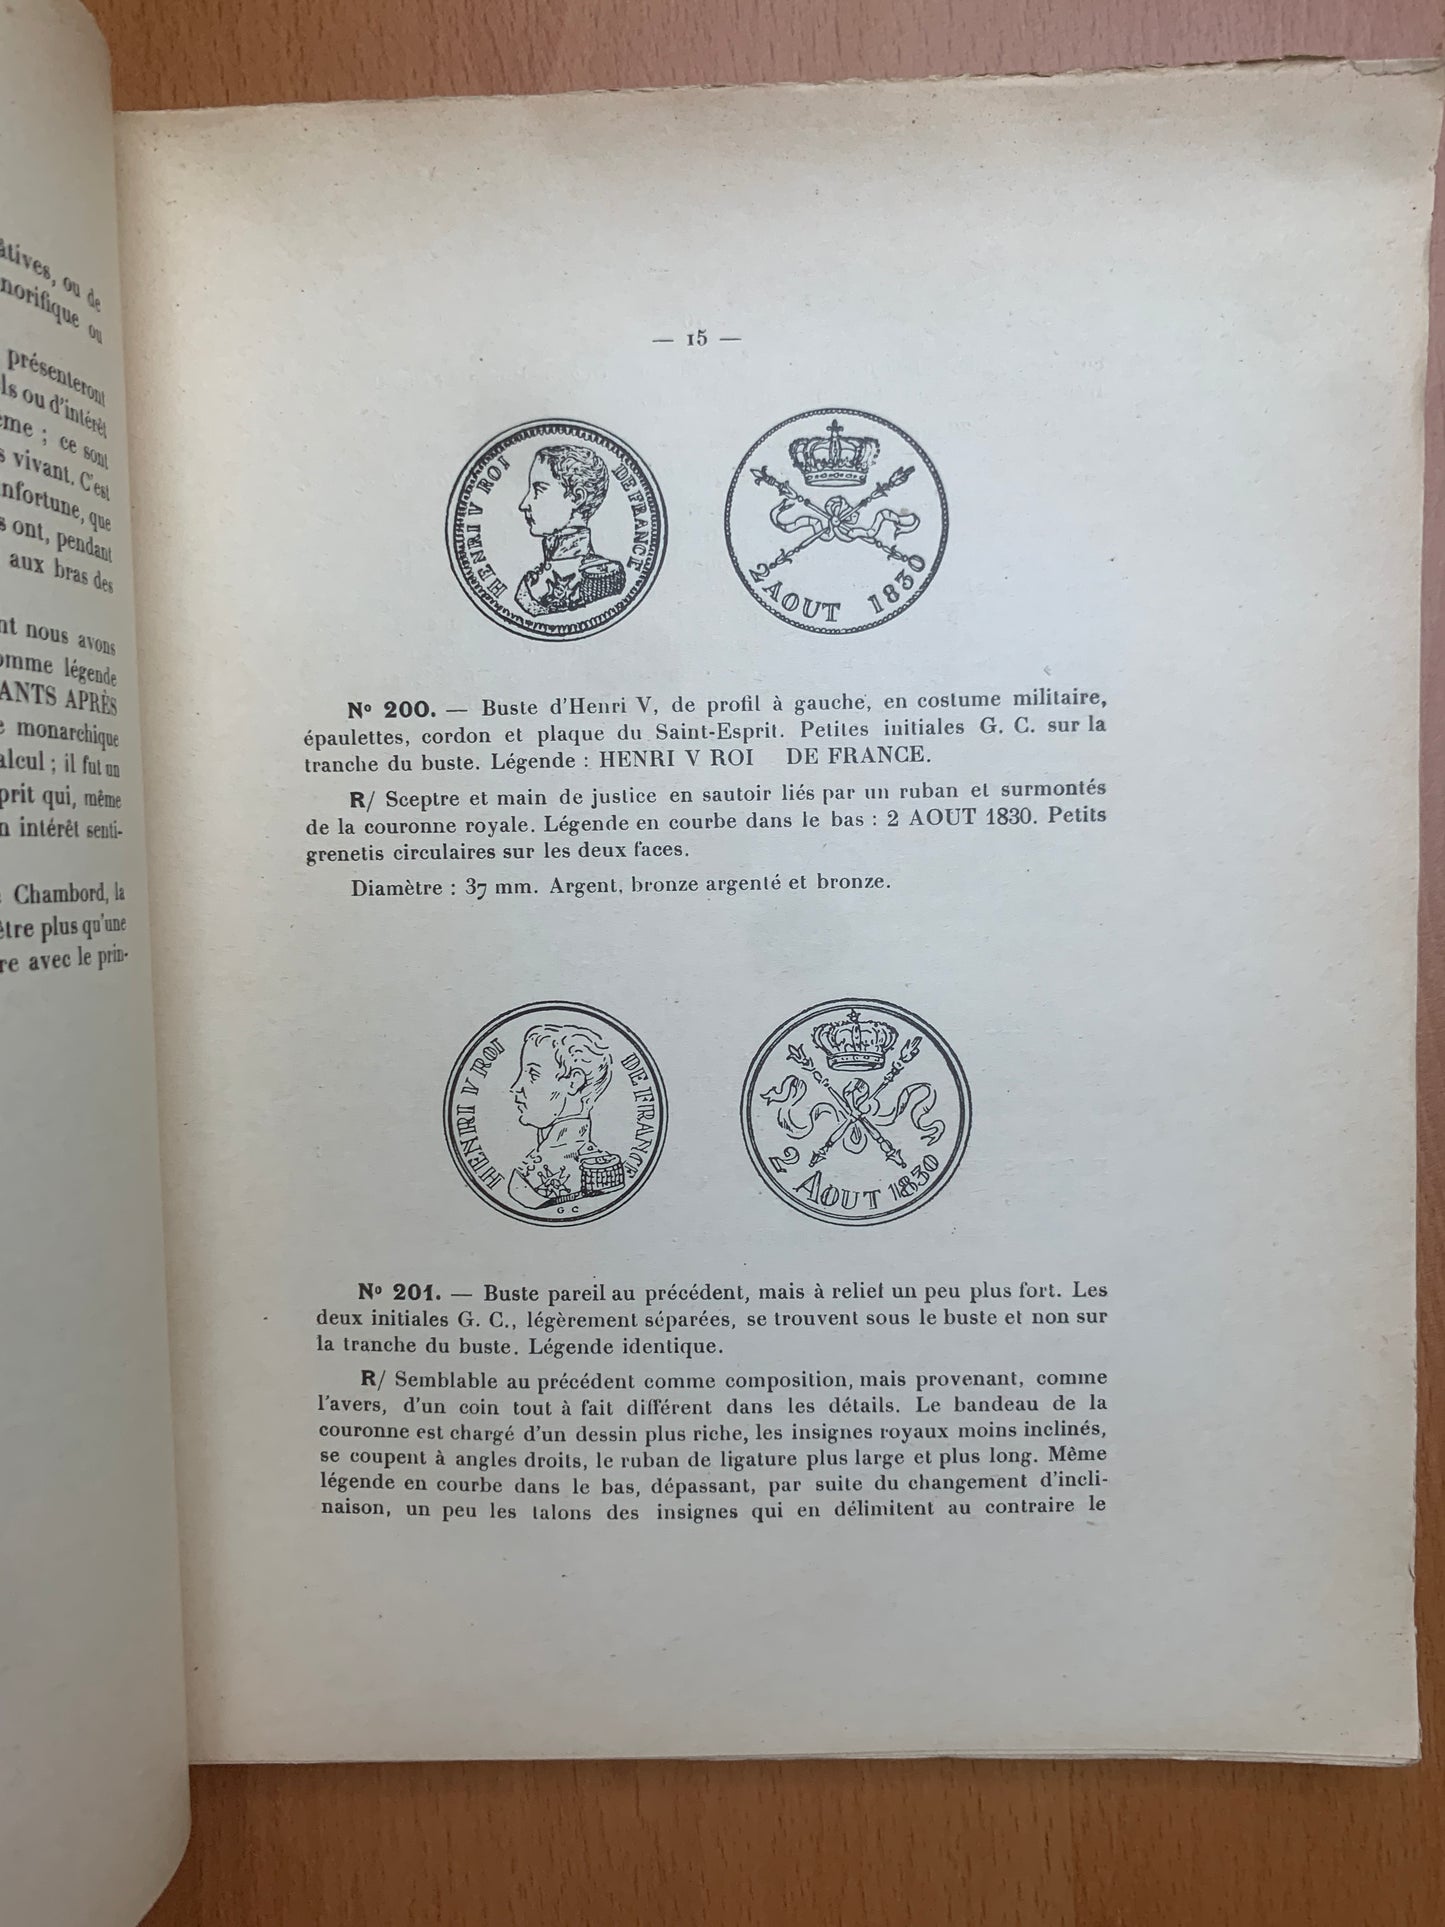 âtives, ou de
norifique ou
présenteront
ls ou d'intérêt
ème ; ce sont
s vivant. C'est
nfortune, que
s ont, pendant
aux bras des
nt nous avons
omme légende
ANTS APRÈS
e monarchique
alcul ; il fut un
prit qui, même
n intérêt senti-
Chambord, la
être plus qu'une
re avec le prin-
— 15 —
HENRI V ROI DE FRANCE
2 AOUT 1830
Nº 200. — Buste d'Henri V, de profil à gauche, en costume militaire,
épaulettes, cordon et plaque du Saint-Esprit. Petites initiales G. C. sur la
tranche du buste. Légende : HENRI V ROI DE FRANCE.
R/ Sceptre et main de justice en sautoir liés par un ruban et surmontés
de la couronne royale. Légende en courbe dans le bas : 2 AOUT 1830. Petits
grenetis circulaires sur les deux faces.
Diamètre : 37 mm. Argent, bronze argenté et bronze.
HENRI V ROI DE FRANCE
G C
2 AOUT 1830
Nº 201. — Buste pareil au précédent, mais à relief un peu plus fort. Les
deux initiales G. C., légèrement séparées, se trouvent sous le buste et non sur
la tranche du buste. Légende identique.
R/ Semblable au précédent comme composition, mais provenant, comme
l'avers, d'un coin tout à fait différent dans les détails. Le bandeau de la
couronne est chargé d'un dessin plus riche, les insignes royaux moins inclinés,
se coupent à angles droits, le ruban de ligature plus large et plus long. Même
légende en courbe dans le bas, dépassant, par suite du changement d'incli-
naison, un peu les talons des insignes qui en délimitent au contraire le